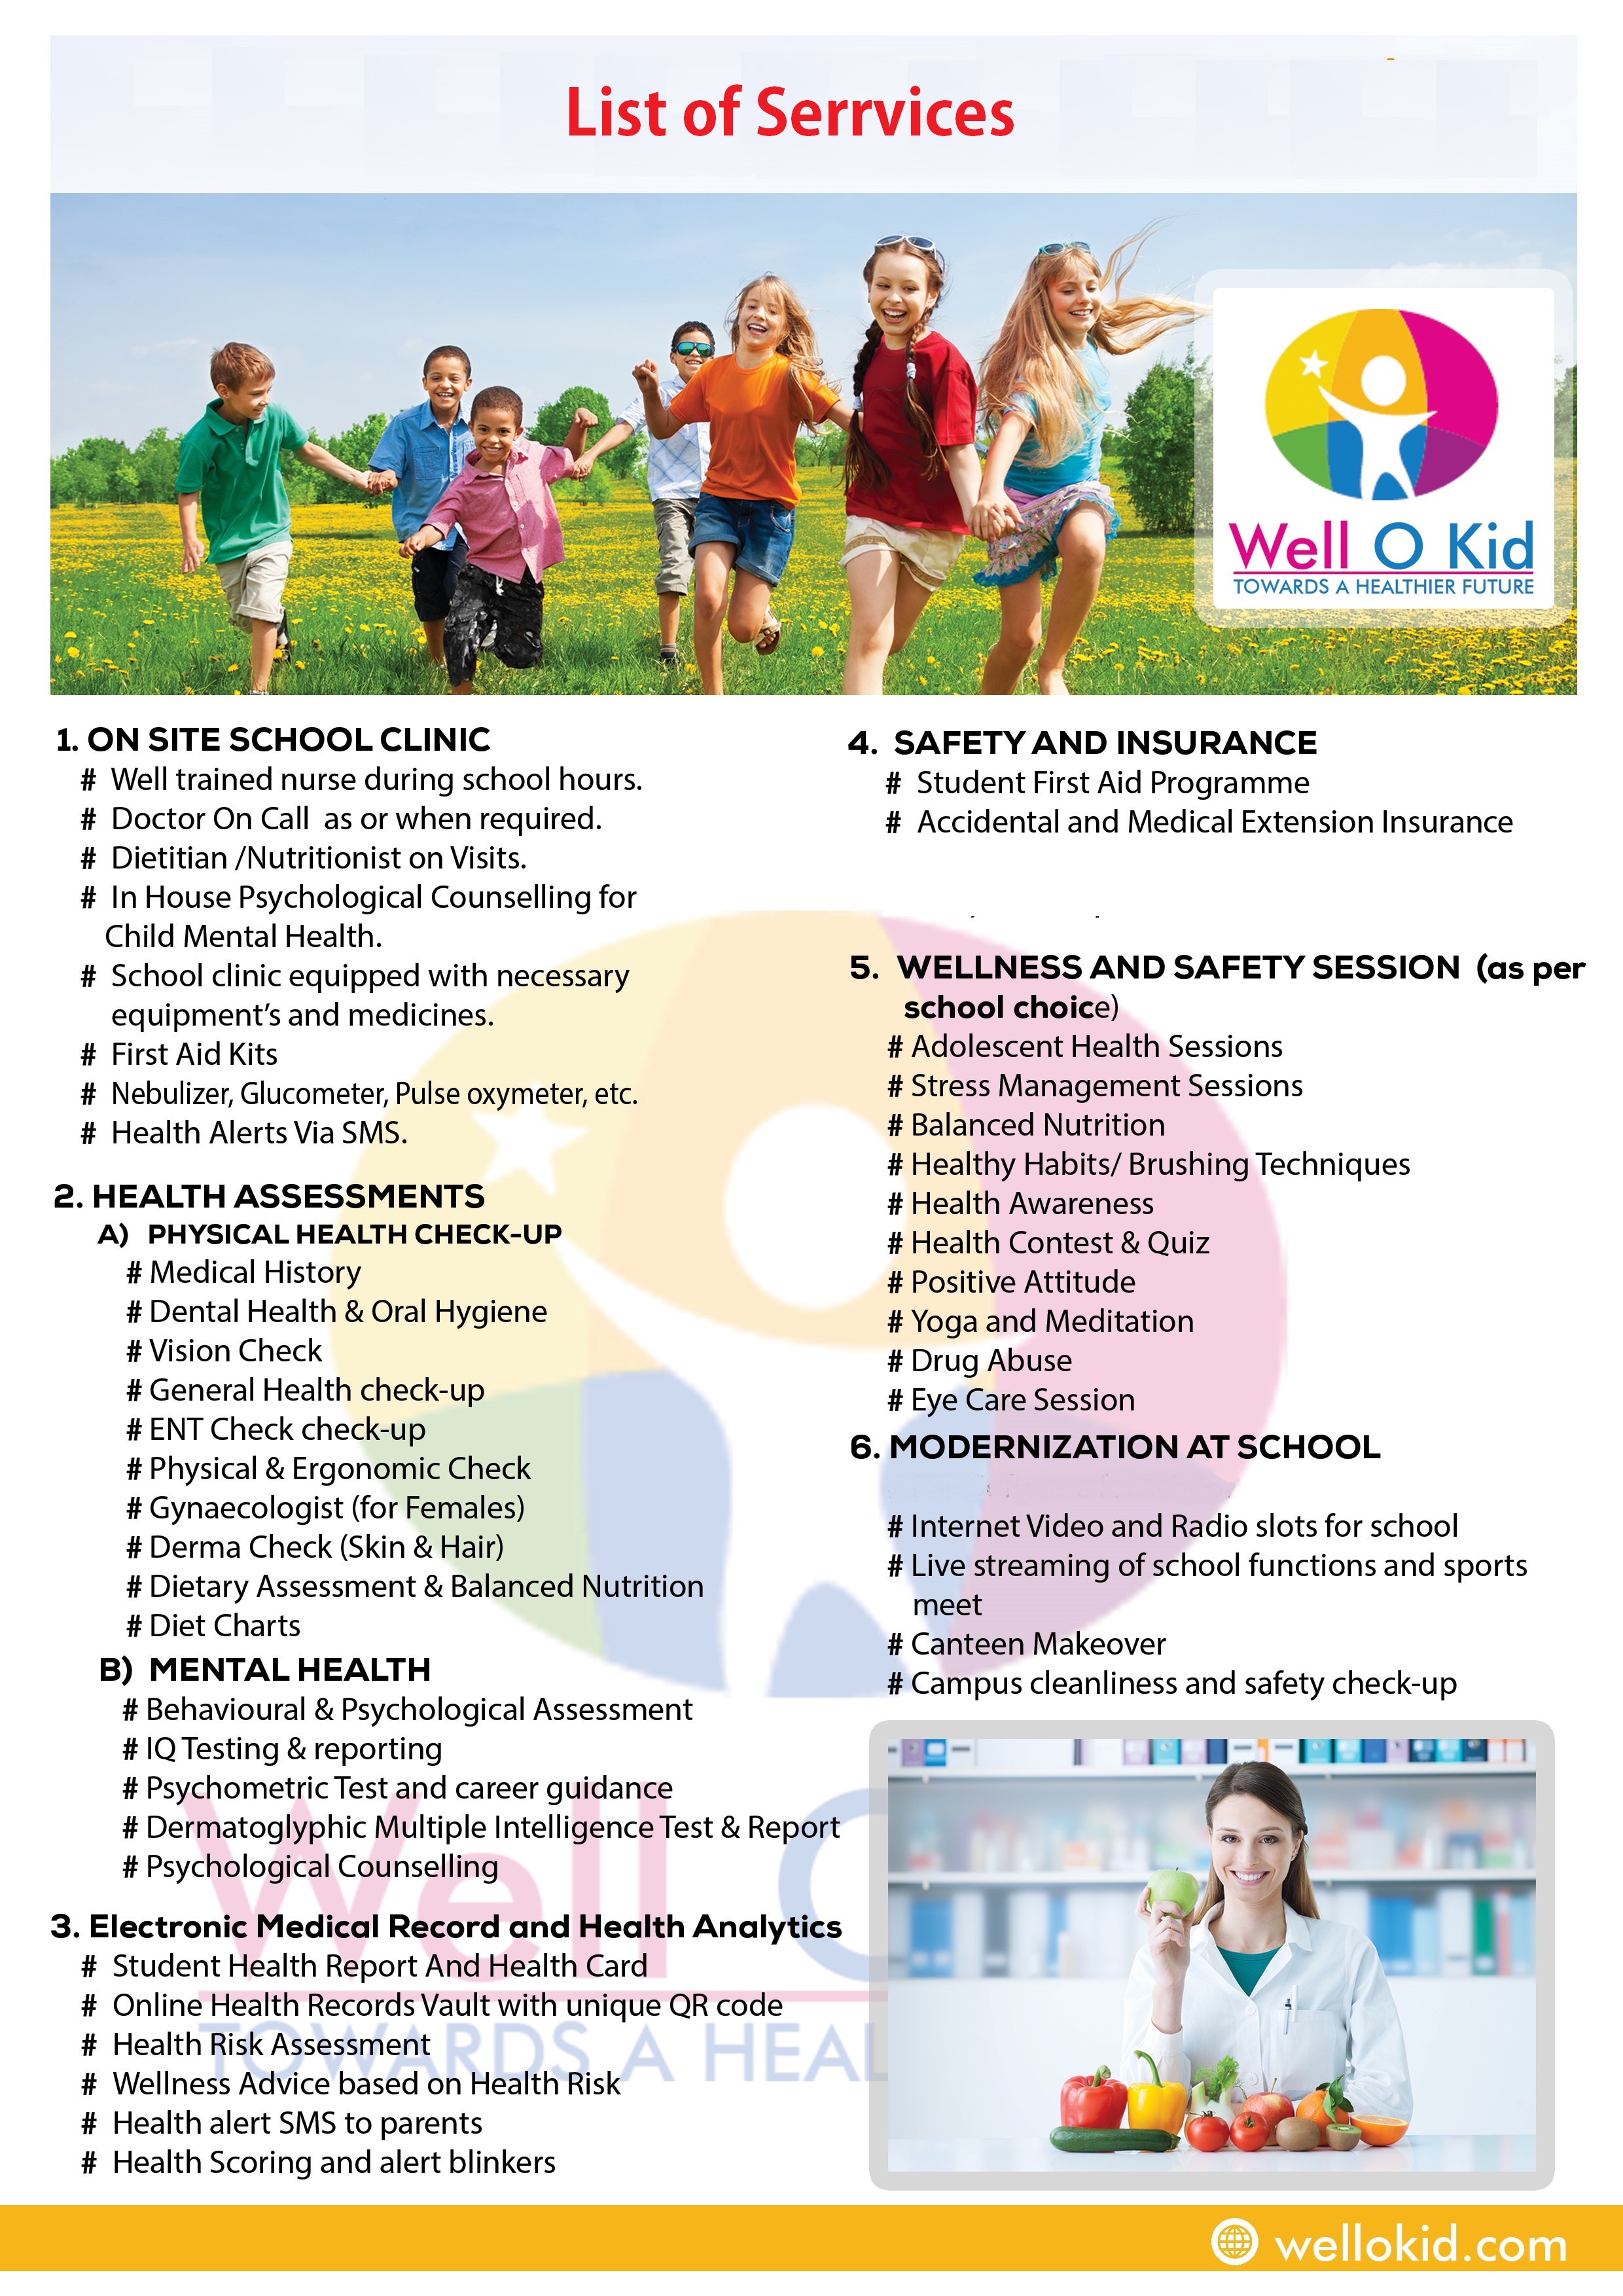 List of Serrvices
Well O Kid
TOWARDS A HEALTHIER FUTURE
1. ON SITE SCHOOL CLINIC
# Well trained nurse during school hours.
# Doctor On Call  as or when required.
# Dietitian /Nutritionist on Visits.
# In House Psychological Counselling for
Child Mental Health.
# School clinic equipped with necessary
equipment’s and medicines.
# First Aid Kits
# Nebulizer, Glucometer, Pulse oxymeter, etc.
# Health Alerts Via SMS.
2. HEALTH ASSESSMENTS
A) PHYSICAL HEALTH CHECK-UP
# Medical History
# Dental Health & Oral Hygiene
# Vision Check
# General Health check-up
# ENT Check check-up
# Physical & Ergonomic Check
# Gynaecologist (for Females)
# Derma Check (Skin & Hair)
# Dietary Assessment & Balanced Nutrition
# Diet Charts
B) MENTAL HEALTH
# Behavioural & Psychological Assessment
# IQ Testing & reporting
# Psychometric Test and career guidance
# Dermatoglyphic Multiple Intelligence Test & Report
# Psychological Counselling
3. Electronic Medical Record and Health Analytics
# Student Health Report And Health Card
# Online Health Records Vault with unique QR code
# Health Risk Assessment
# Wellness Advice based on Health Risk
# Health alert SMS to parents
# Health Scoring and alert blinkers
4. SAFETY AND INSURANCE
# Student First Aid Programme
# Accidental and Medical Extension Insurance
5. WELLNESS AND SAFETY SESSION (as per
school choice)
# Adolescent Health Sessions
# Stress Management Sessions
# Balanced Nutrition
# Healthy Habits/ Brushing Techniques
# Health Awareness
# Health Contest & Quiz
# Positive Attitude
# Yoga and Meditation
# Drug Abuse
# Eye Care Session
6. MODERNIZATION AT SCHOOL
# Internet Video and Radio slots for school
# Live streaming of school functions and sports
meet
# Canteen Makeover
# Campus cleanliness and safety check-up
Well O
TOWARDS A HEAL
wellokid.com